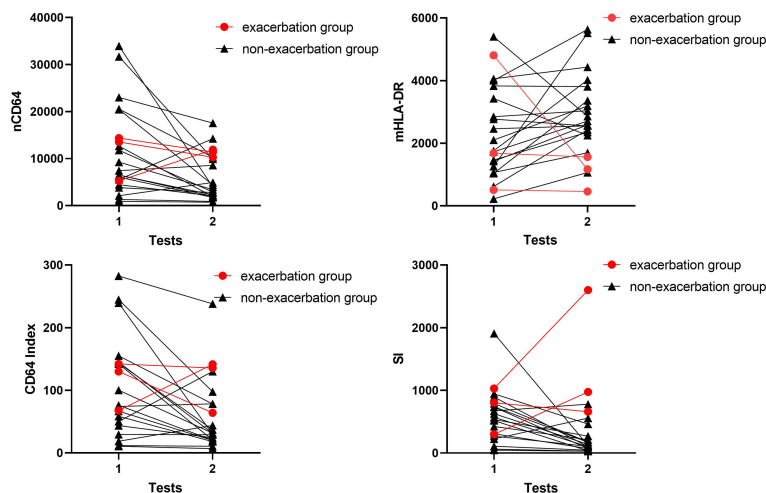 40000
30000
20000
10000
0
nCD64
1 2
Tests
exacerbation group
non-exacerbation group
6000
4000
2000
0
mHLA-DR
1 2
Tests
exacerbation group
non-exacerbation group
300
200
100
0
CD64 Index
1 2
Tests
exacerbation group
non-exacerbation group
3000
2000
1000
0
SI
1 2
Tests
exacerbation group
non-exacerbation group